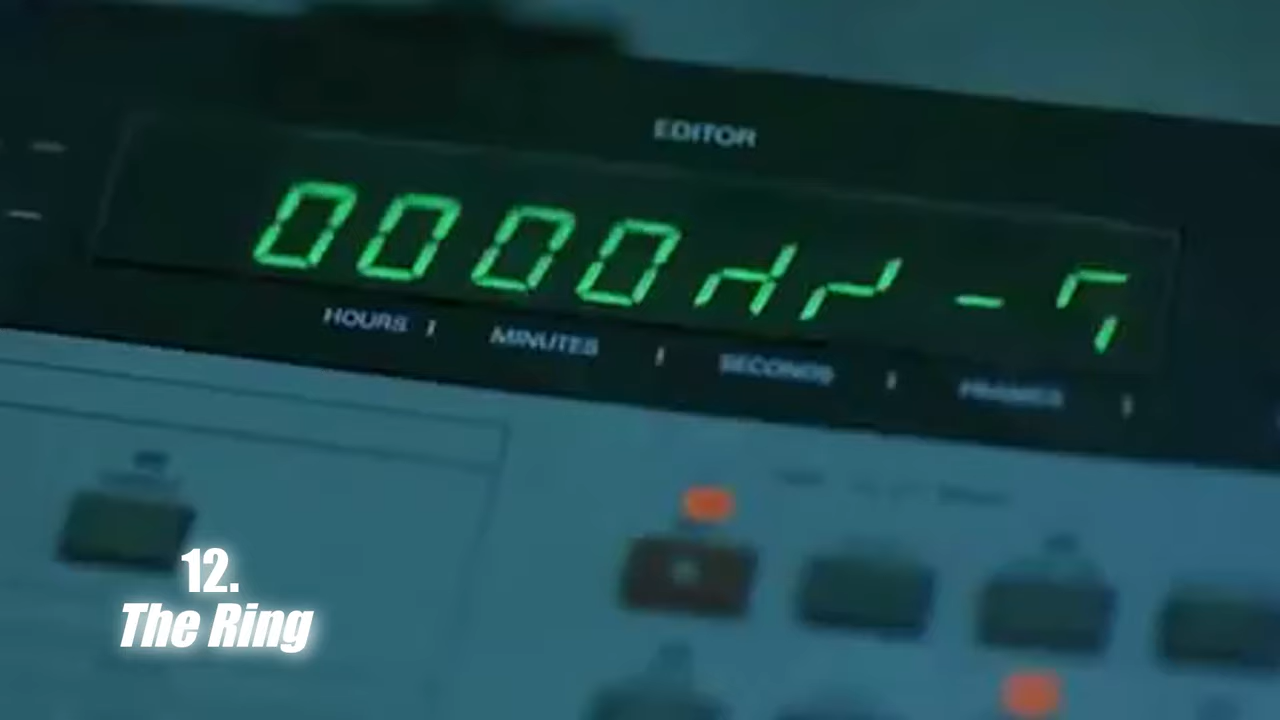 EDITOR
0000
HOURS
MINUTES
SECONDS
FRAMES
12.
The Ring